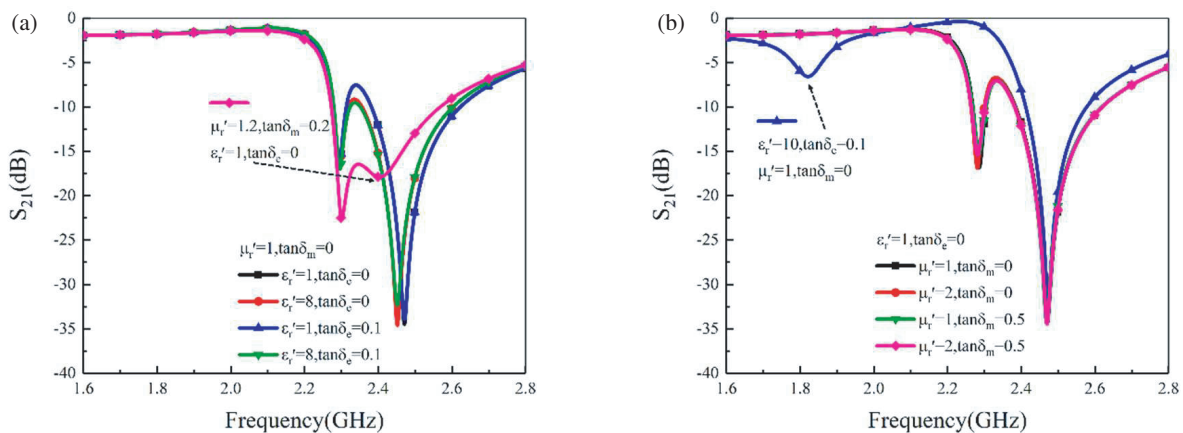 (a)
0
-5
-10
-15
-20
-25
-30
-35
-40
S21(dB)
1.6 1.8 2.0 2.2 2.4 2.6 2.8
Frequency(GHz)
μr′=1.2,tanδm=0.2
εr′=1,tanδe=0
μr′=1,tanδm=0
εr′=1,tanδe=0
εr′=8,tanδe=0
εr′=1,tanδe=0.1
εr′=8,tanδe=0.1
(b)
0
-5
-10
-15
-20
-25
-30
-35
-40
S21(dB)
1.6 1.8 2.0 2.2 2.4 2.6 2.8
Frequency(GHz)
εr′=10,tanδe=0.1
μr′=1,tanδm=0
εr′=1,tanδe=0
μr′=1,tanδm=0
μr′=2,tanδm=0
μr′=1,tanδm=0.5
μr′=2,tanδm=0.5